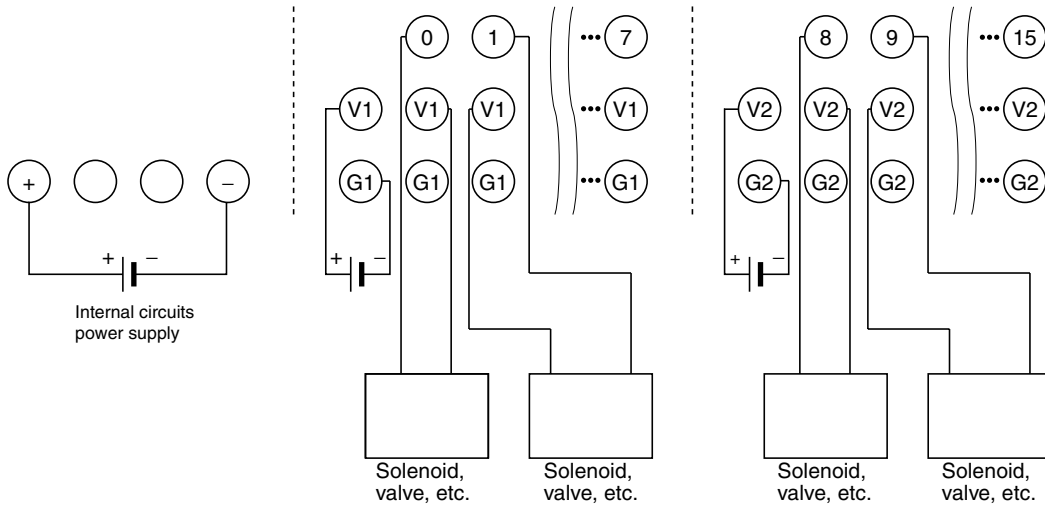 0 1 ••• 7 8 9 ••• 15
V1 V1 V1 ••• V1 V2 V2 V2 ••• V2
+ − G1 G1 G1 ••• G1 G2 G2 G2 ••• G2
+ − + − + −
Internal circuits
power supply
Solenoid,
valve, etc.
Solenoid,
valve, etc.
Solenoid,
valve, etc.
Solenoid,
valve, etc.